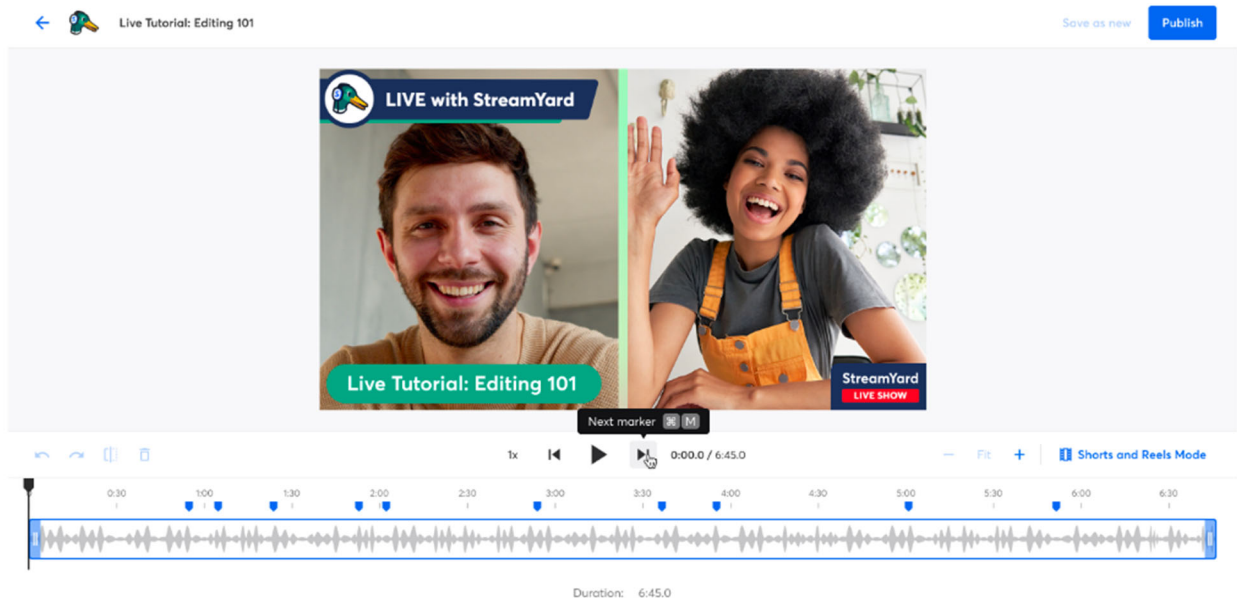 Live Tutorial: Editing 101
Save as new
Publish
LIVE with StreamYard
Live Tutorial: Editing 101
StreamYard
LIVE SHOW
Next marker ⌘ M
1x
0:00.0 / 6:45.0
Fit
Shorts and Reels Mode
0:30 1:00 1:30 2:00 2:30 3:00 3:30 4:00 4:30 5:00 5:30 6:00 6:30
Duration: 6:45.0